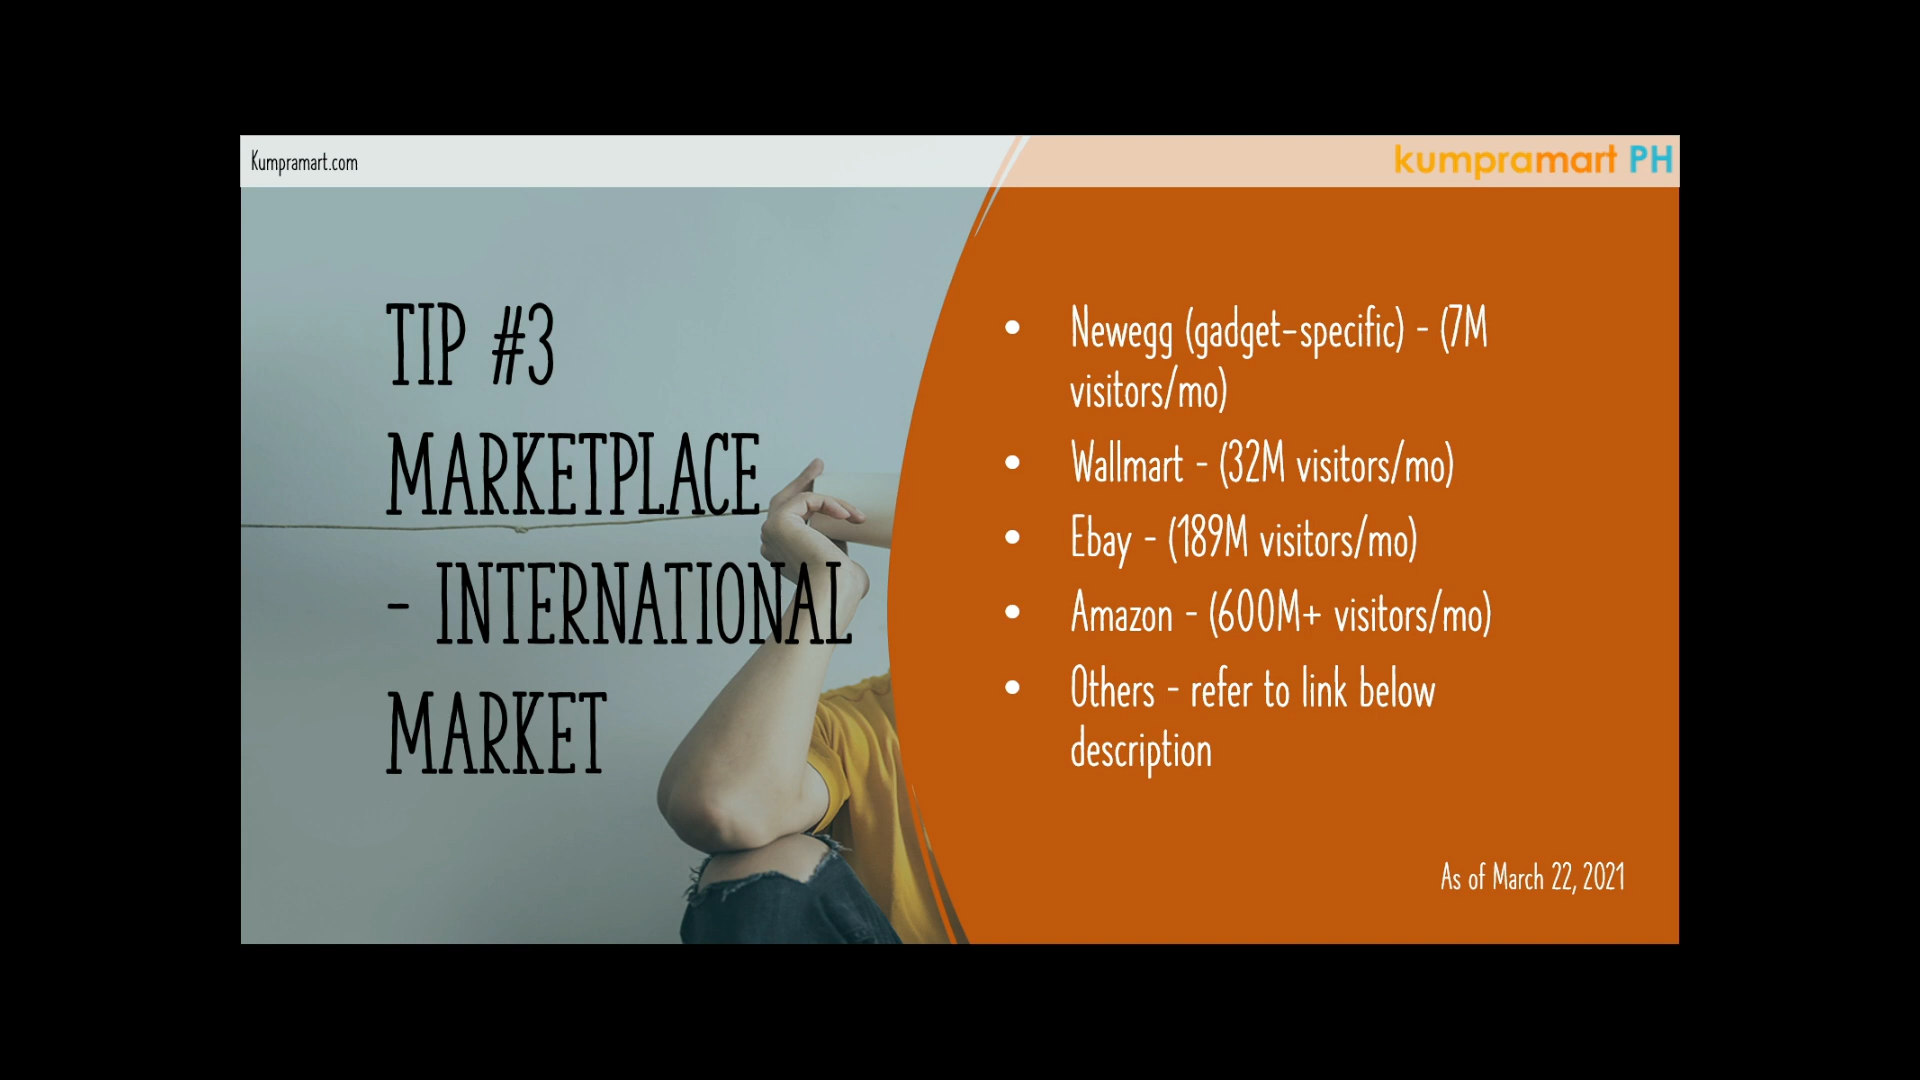 Kumpramart.com
kumpramart PH
TIP #3
MARKETPLACE
- INTERNATIONAL
MARKET
• Newegg (gadget-specific) - (7M
visitors/mo)
• Wallmart - (32M visitors/mo)
• Ebay - (189M visitors/mo)
• Amazon - (600M+ visitors/mo)
• Others - refer to link below
description
As of March 22, 2021